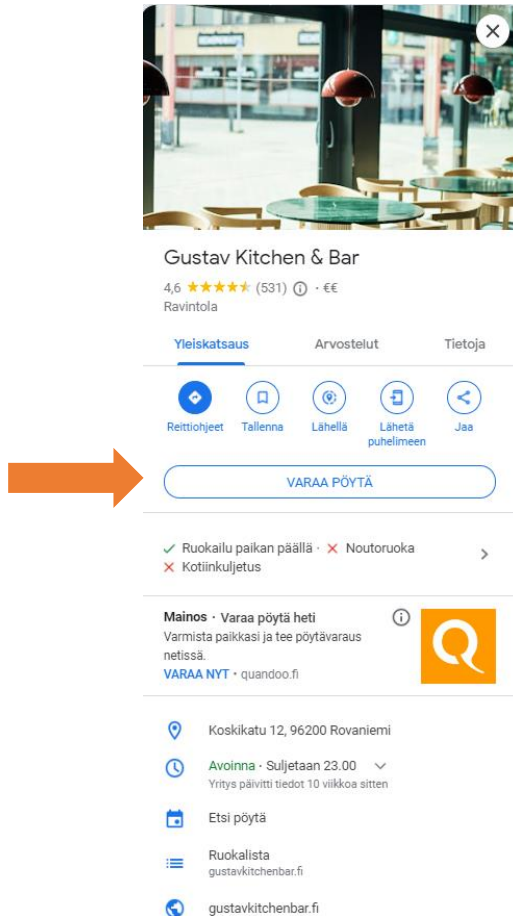 Gustav Kitchen & Bar
4,6 ★★★★★ (531) · €€
Ravintola
Yleiskatsaus Arvostelut Tietoja
Reittiohjeet Tallenna Lähellä Lähetä puhelimeen Jaa
VARAA PÖYTÄ
Ruokailu paikan päällä · Noutoruoka
Kotiinkuljetus
Mainos · Varaa pöytä heti
Varmista paikkasi ja tee pöytävaraus
netissä.
VARAA NYT · quandoo.fi
Koskikatu 12, 96200 Rovaniemi
Avoinna · Suljetaan 23.00
Yritys päivitti tiedot 10 viikkoa sitten
Etsi pöytä
Ruokalista
gustavkitchenbar.fi
gustavkitchenbar.fi